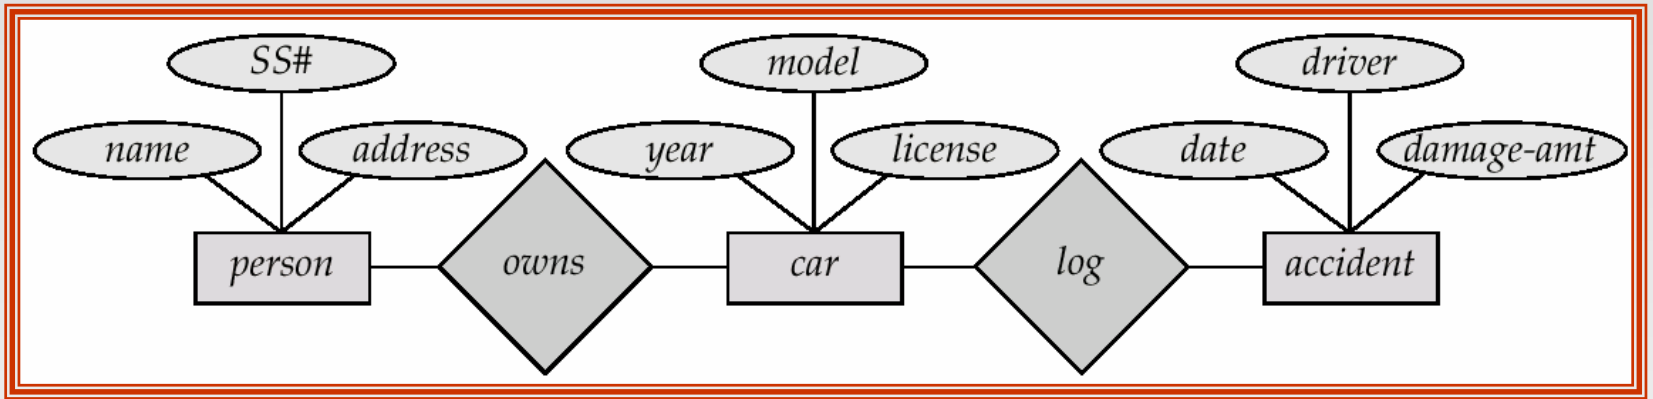 SS#
model
driver
name
address
year
license
date
damage-amt
person
owns
car
log
accident